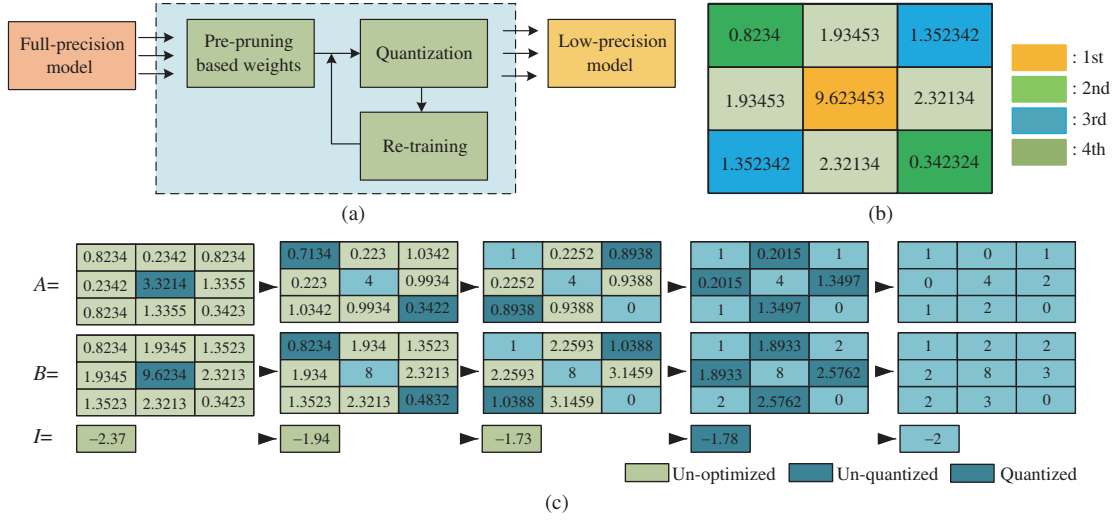 Full-precision
model
Pre-pruning
based weights
Quantization
Re-training
Low-precision
model
(a)
0.8234 1.93453 1.352342
1.93453 9.623453 2.32134
1.352342 2.32134 0.342324
: 1st
: 2nd
: 3rd
: 4th
(b)
A=
0.8234 0.2342 0.8234
0.2342 3.3214 1.3355
0.8234 1.3355 0.3423
0.7134 0.223 1.0342
0.223 4 0.9934
1.0342 0.9934 0.3422
1 0.2252 0.8938
0.2252 4 0.9388
0.8938 0.9388 0
1 0.2015 1
0.2015 4 1.3497
1 1.3497 0
1 0 1
0 4 2
1 2 0
B=
0.8234 1.9345 1.3523
1.9345 9.6234 2.3213
1.3523 2.3213 0.3423
0.8234 1.934 1.3523
1.934 8 2.3213
1.3523 2.3213 0.4832
1 2.2593 1.0388
2.2593 8 3.1459
1.0388 3.1459 0
1 1.8933 2
1.8933 8 2.5762
2 2.5762 0
1 2 2
2 8 3
2 3 0
I=
−2.37
−1.94
−1.73
−1.78
−2
Un-optimized Un-quantized Quantized
(c)